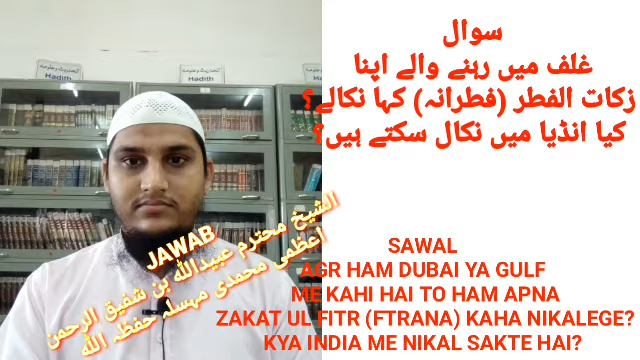 سوال
غلف میں رہنے والے اپنا
زکات الفطر (فطرانہ) کہا نکالے؟
کیا انڈیا میں نکال سکتے ہیں؟
Hadith
Hadith
JAWAB
الشیخ محترم عبیداللہ بن شفیق الرحمن
اعظمی محمدی مہسلہ حفظہ اللہ
SAWAL
AGR HAM DUBAI YA GULF
ME KAHI HAI TO HAM APNA
ZAKAT UL FITR (FTRANA) KAHA NIKALEGE?
KYA INDIA ME NIKAL SAKTE HAI?